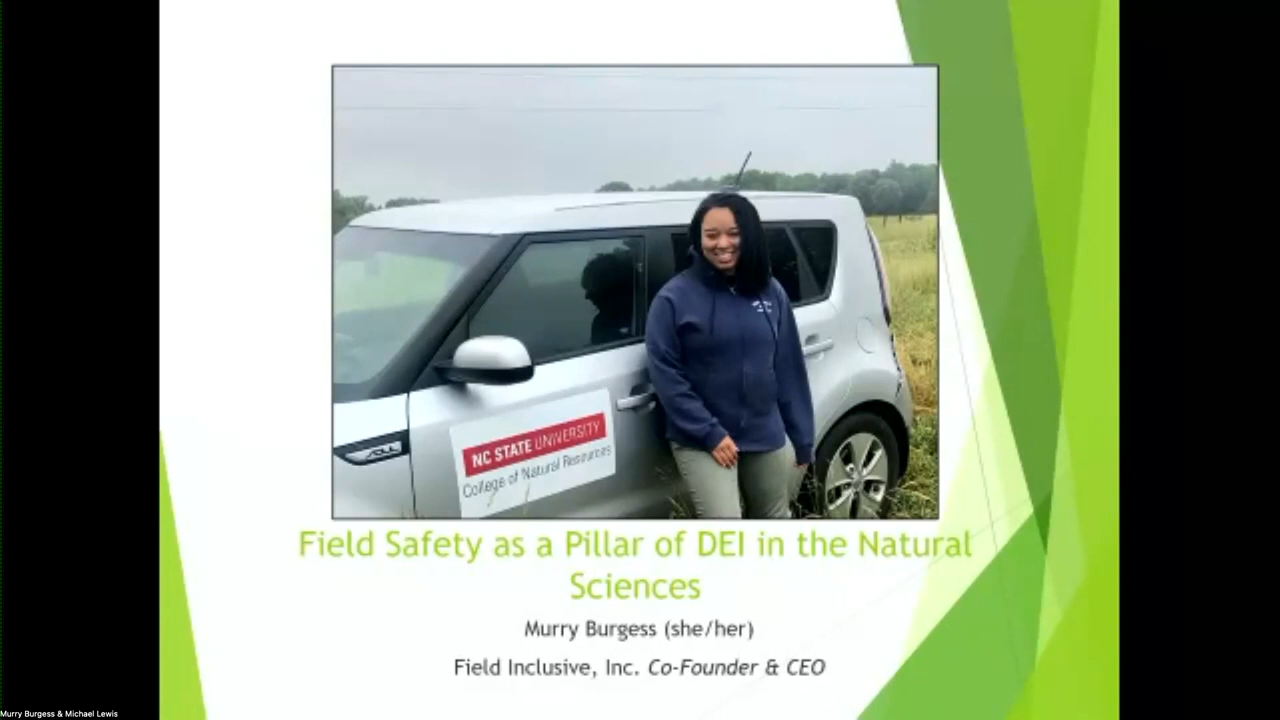 NC STATE UNIVERSITY
College of Natural Resources
Field Safety as a Pillar of DEI in the Natural
Sciences
Murry Burgess (she/her)
Field Inclusive, Inc. Co-Founder & CEO
Murry Burgess & Michael Lewis